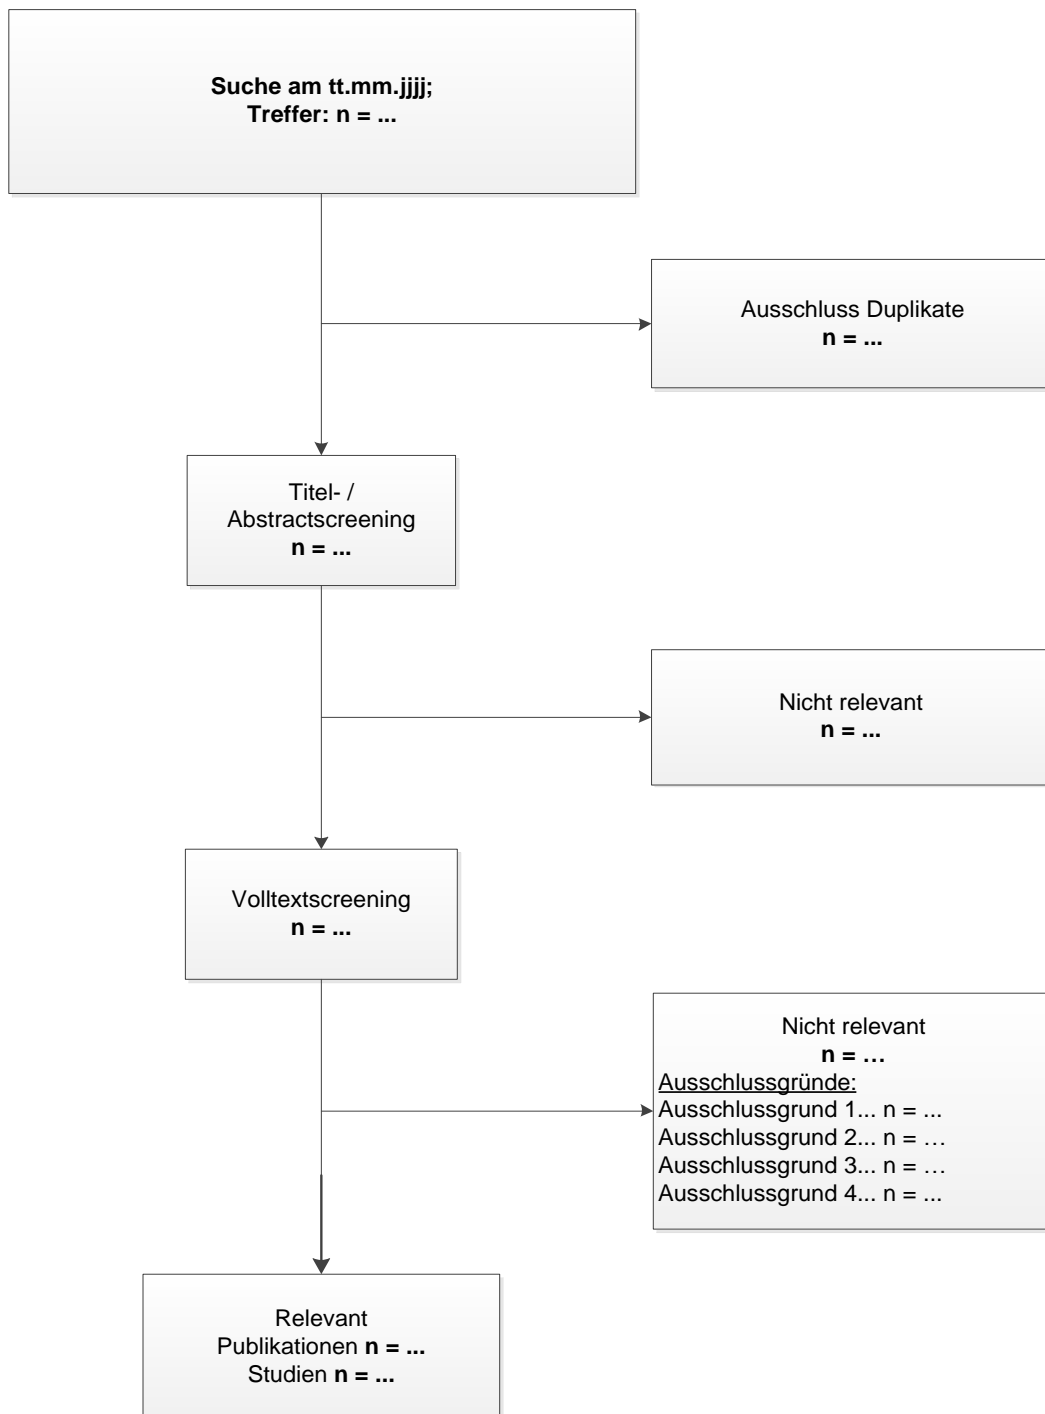 Suche am tt.mm.jjjj;
Treffer: n = ...
Ausschluss Duplikate
n = ...
Titel- /
Abstractscreening
n = ...
Nicht relevant
n = ...
Volltextscreening
n = ...
Nicht relevant
n = …
Ausschlussgründe:
Ausschlussgrund 1... n = ...
Ausschlussgrund 2... n = …
Ausschlussgrund 3... n = …
Ausschlussgrund 4... n = ...
Relevant
Publikationen n = ...
Studien n = ...